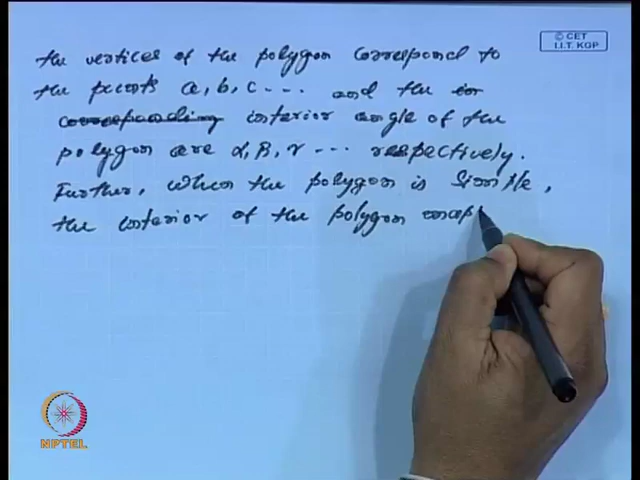 © CET
I.I.T. KGP
the vertices of the polygon correspond to
the points a, b, c .... and the in
corresponding interior angle of the
polygon are α, β, γ ... respectively.
Further, when the polygon is simple,
the interior of the polygon
NPTEL